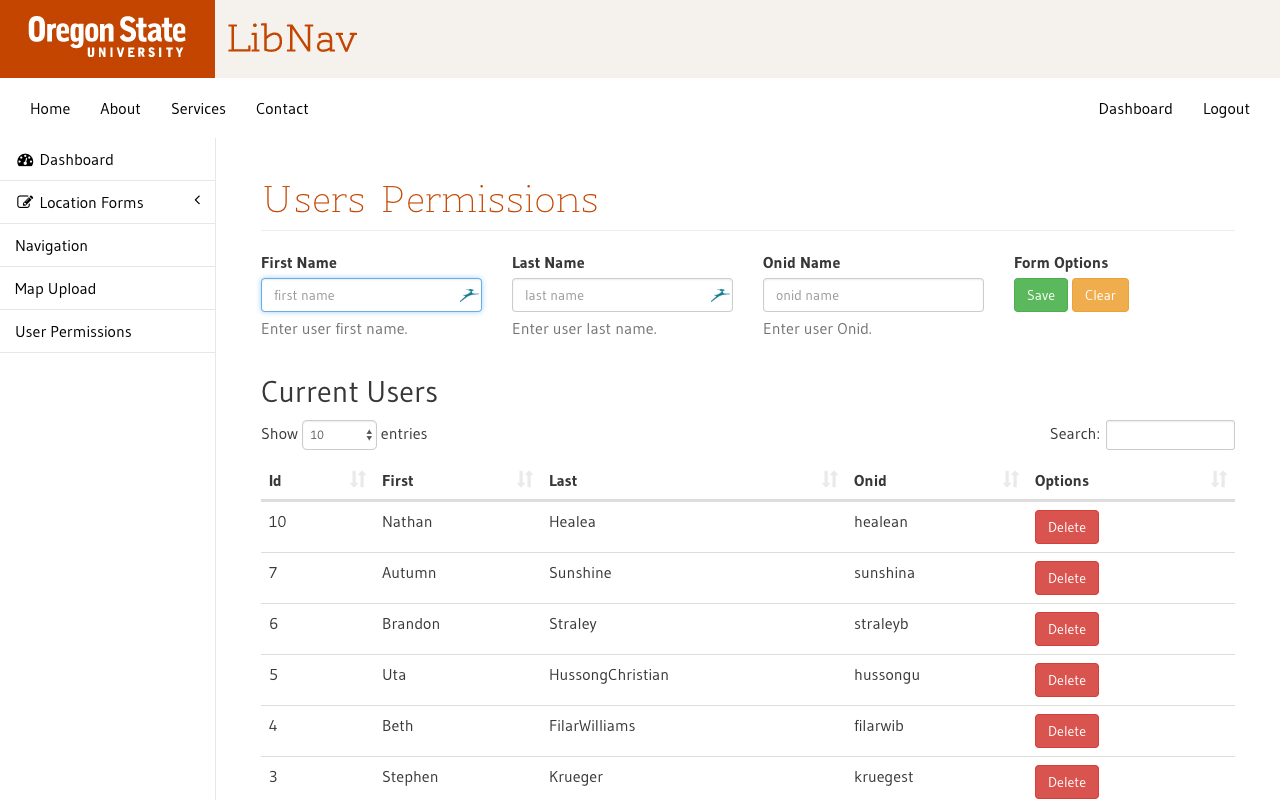 Oregon State
UNIVERSITY
LibNav
Home About Services Contact Dashboard Logout
Dashboard
Location Forms
Navigation
Map Upload
User Permissions
Users Permissions
First Name Last Name Onid Name Form Options
first name last name onid name Save Clear
Enter user first name. Enter user last name. Enter user Onid.
Current Users
Show 10 entries Search:
Id First Last Onid Options
10 Nathan Healea healean Delete
7 Autumn Sunshine sunshina Delete
6 Brandon Straley straleyb Delete
5 Uta HussongChristian hussongu Delete
4 Beth FilarWilliams filarwib Delete
3 Stephen Krueger kruegest Delete